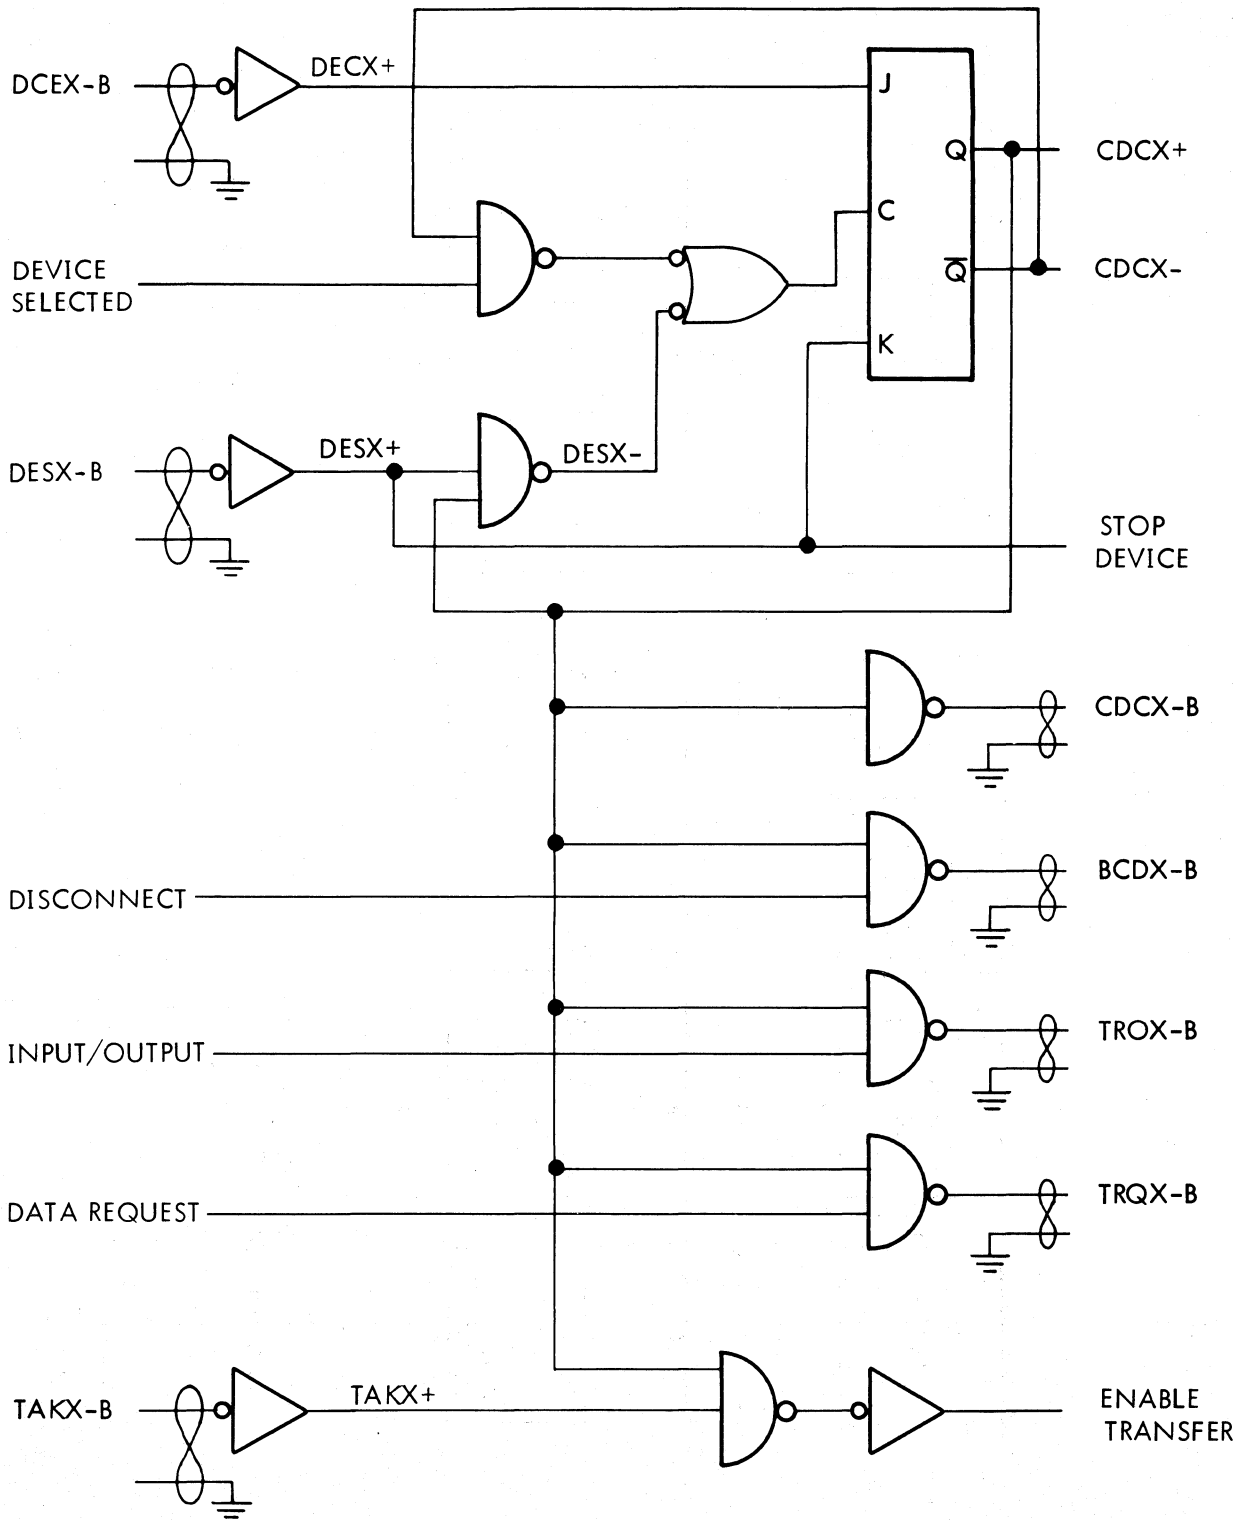 DCEX-B
DECX+
J
Q
CDCX+
C
DEVICE
SELECTED
Q̅
CDCX-
K
DESX-B
DESX+
DESX-
STOP
DEVICE
CDCX-B
DISCONNECT
BCDX-B
INPUT/OUTPUT
TROX-B
DATA REQUEST
TRQX-B
TAKX-B
TAKX+
ENABLE
TRANSFER